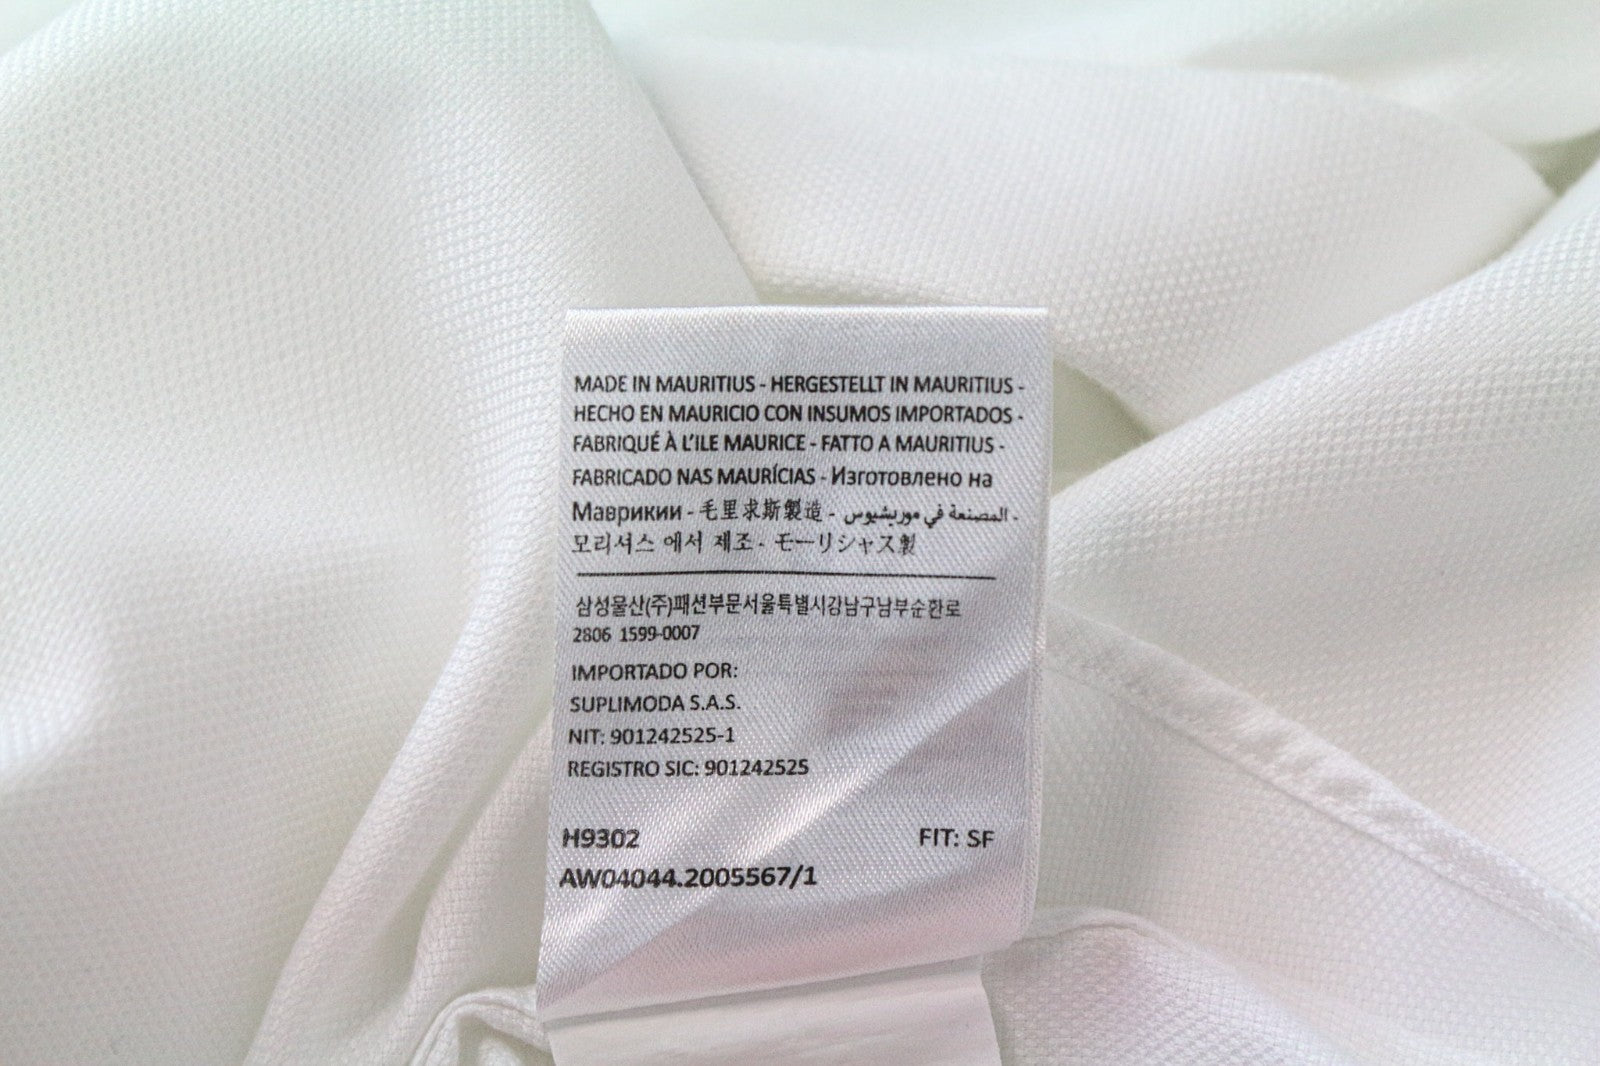 MADE IN MAURITIUS - HERGESTELLT IN MAURITIUS -
HECHO EN MAURICIO CON INSUMOS IMPORTADOS -
FABRIQUÉ À L'ILE MAURICE - FATTO A MAURITIUS -
FABRICADO NAS MAURÍCIAS - Изготовлено на
Маврикии - 毛里求斯製造 - المصنعة في موريشيوس -
모리셔스 에서 제조 - モーリシャス製
삼성물산(주)패션부문서울특별시강남구남부순환로
2806 1599-0007
IMPORTADO POR:
SUPLIMODA S.A.S.
NIT: 901242525-1
REGISTRO SIC: 901242525
H9302 FIT: SF
AW04044.2005567/1